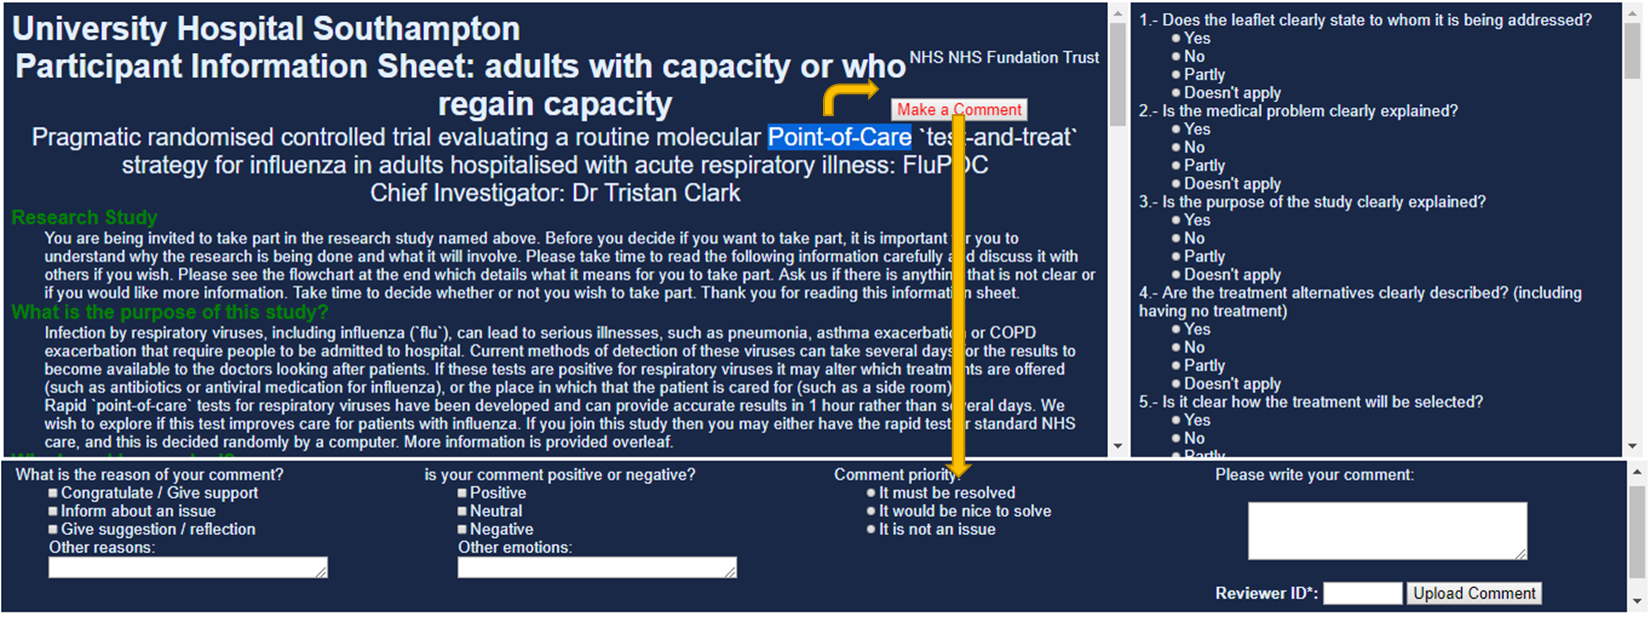 University Hospital Southampton
Participant Information Sheet: adults with capacity or who
regain capacity
NHS NHS Fundation Trust
Make a Comment
Pragmatic randomised controlled trial evaluating a routine molecular Point-of-Care `test-and-treat`
strategy for influenza in adults hospitalised with acute respiratory illness: FluPOC
Chief Investigator: Dr Tristan Clark
Research Study
You are being invited to take part in the research study named above. Before you decide if you want to take part, it is important for you to
understand why the research is being done and what it will involve. Please take time to read the following information carefully and discuss it with
others if you wish. Please see the flowchart at the end which details what it means for you to take part. Ask us if there is anything that is not clear or
if you would like more information. Take time to decide whether or not you wish to take part. Thank you for reading this information sheet.
What is the purpose of this study?
Infection by respiratory viruses, including influenza (`flu`), can lead to serious illnesses, such as pneumonia, asthma exacerbation or COPD
exacerbation that require people to be admitted to hospital. Current methods of detection of these viruses can take several days for the results to
become available to the doctors looking after patients. If these tests are positive for respiratory viruses it may alter which treatments are offered
(such as antibiotics or antiviral medication for influenza), or the place in which that the patient is cared for (such as a side room)
Rapid `point-of-care` tests for respiratory viruses have been developed and can provide accurate results in 1 hour rather than several days. We
wish to explore if this test improves care for patients with influenza. If you join this study then you may either have the rapid test or standard NHS
care, and this is decided randomly by a computer. More information is provided overleaf.
1.- Does the leaflet clearly state to whom it is being addressed?
Yes
No
Partly
Doesn't apply
2.- Is the medical problem clearly explained?
Yes
No
Partly
Doesn't apply
3.- Is the purpose of the study clearly explained?
Yes
No
Partly
Doesn't apply
4.- Are the treatment alternatives clearly described? (including
having no treatment)
Yes
No
Partly
Doesn't apply
5.- Is it clear how the treatment will be selected?
Yes
No
Partly
What is the reason of your comment?
Congratulate / Give support
Inform about an issue
Give suggestion / reflection
Other reasons:
is your comment positive or negative?
Positive
Neutral
Negative
Other emotions:
Comment priority:
It must be resolved
It would be nice to solve
It is not an issue
Please write your comment:
Reviewer ID*:
Upload Comment